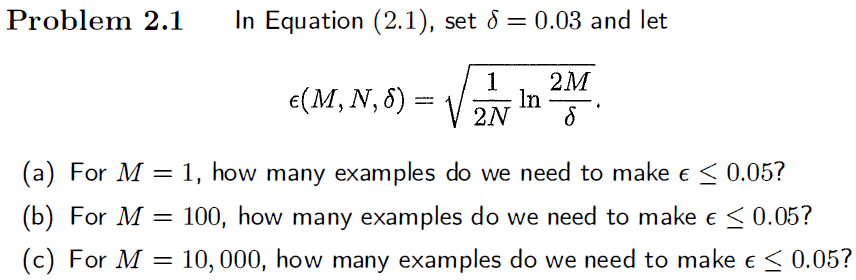 Problem 2.1 In Equation (2.1), set δ = 0.03 and let
ϵ(M, N, δ) = √(1/2N ln 2M/δ).
(a) For M = 1, how many examples do we need to make ϵ ≤ 0.05?
(b) For M = 100, how many examples do we need to make ϵ ≤ 0.05?
(c) For M = 10,000, how many examples do we need to make ϵ ≤ 0.05?